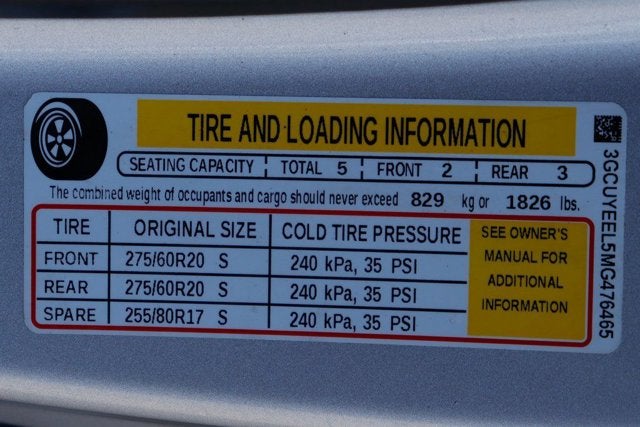 TIRE AND LOADING INFORMATION
SEATING CAPACITY TOTAL 5 FRONT 2 REAR 3
The combined weight of occupants and cargo should never exceed 829 kg or 1826 lbs.
TIRE ORIGINAL SIZE COLD TIRE PRESSURE
FRONT 275/60R20 S 240 kPa, 35 PSI
REAR 275/60R20 S 240 kPa, 35 PSI
SPARE 255/80R17 S 240 kPa, 35 PSI
SEE OWNER'S
MANUAL FOR
ADDITIONAL
INFORMATION
3GCUYEEL5MG476465